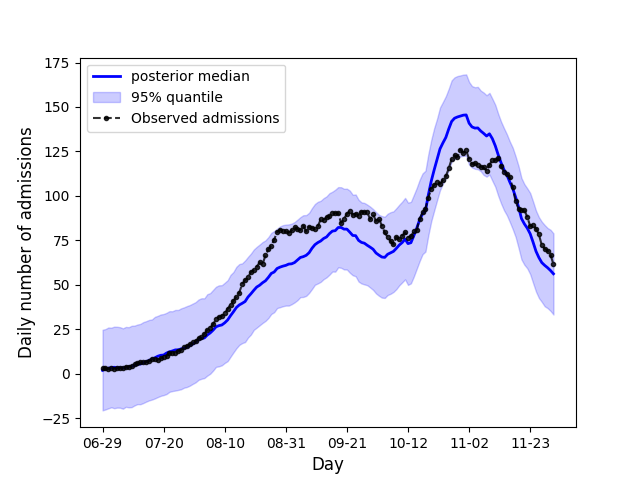 175
150
125
100
75
50
25
0
−25
Daily number of admissions
posterior median
95% quantile
Observed admissions
06-29 07-20 08-10 08-31 09-21 10-12 11-02 11-23
Day